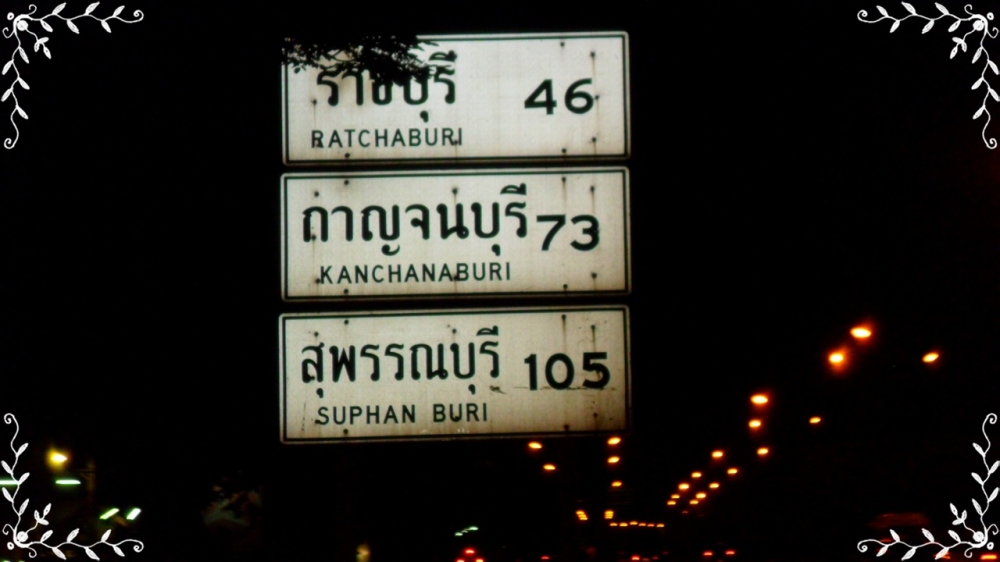 ราชบุรี 46
RATCHABURI
กาญจนบุรี 73
KANCHANABURI
สุพรรณบุรี 105
SUPHAN BURI